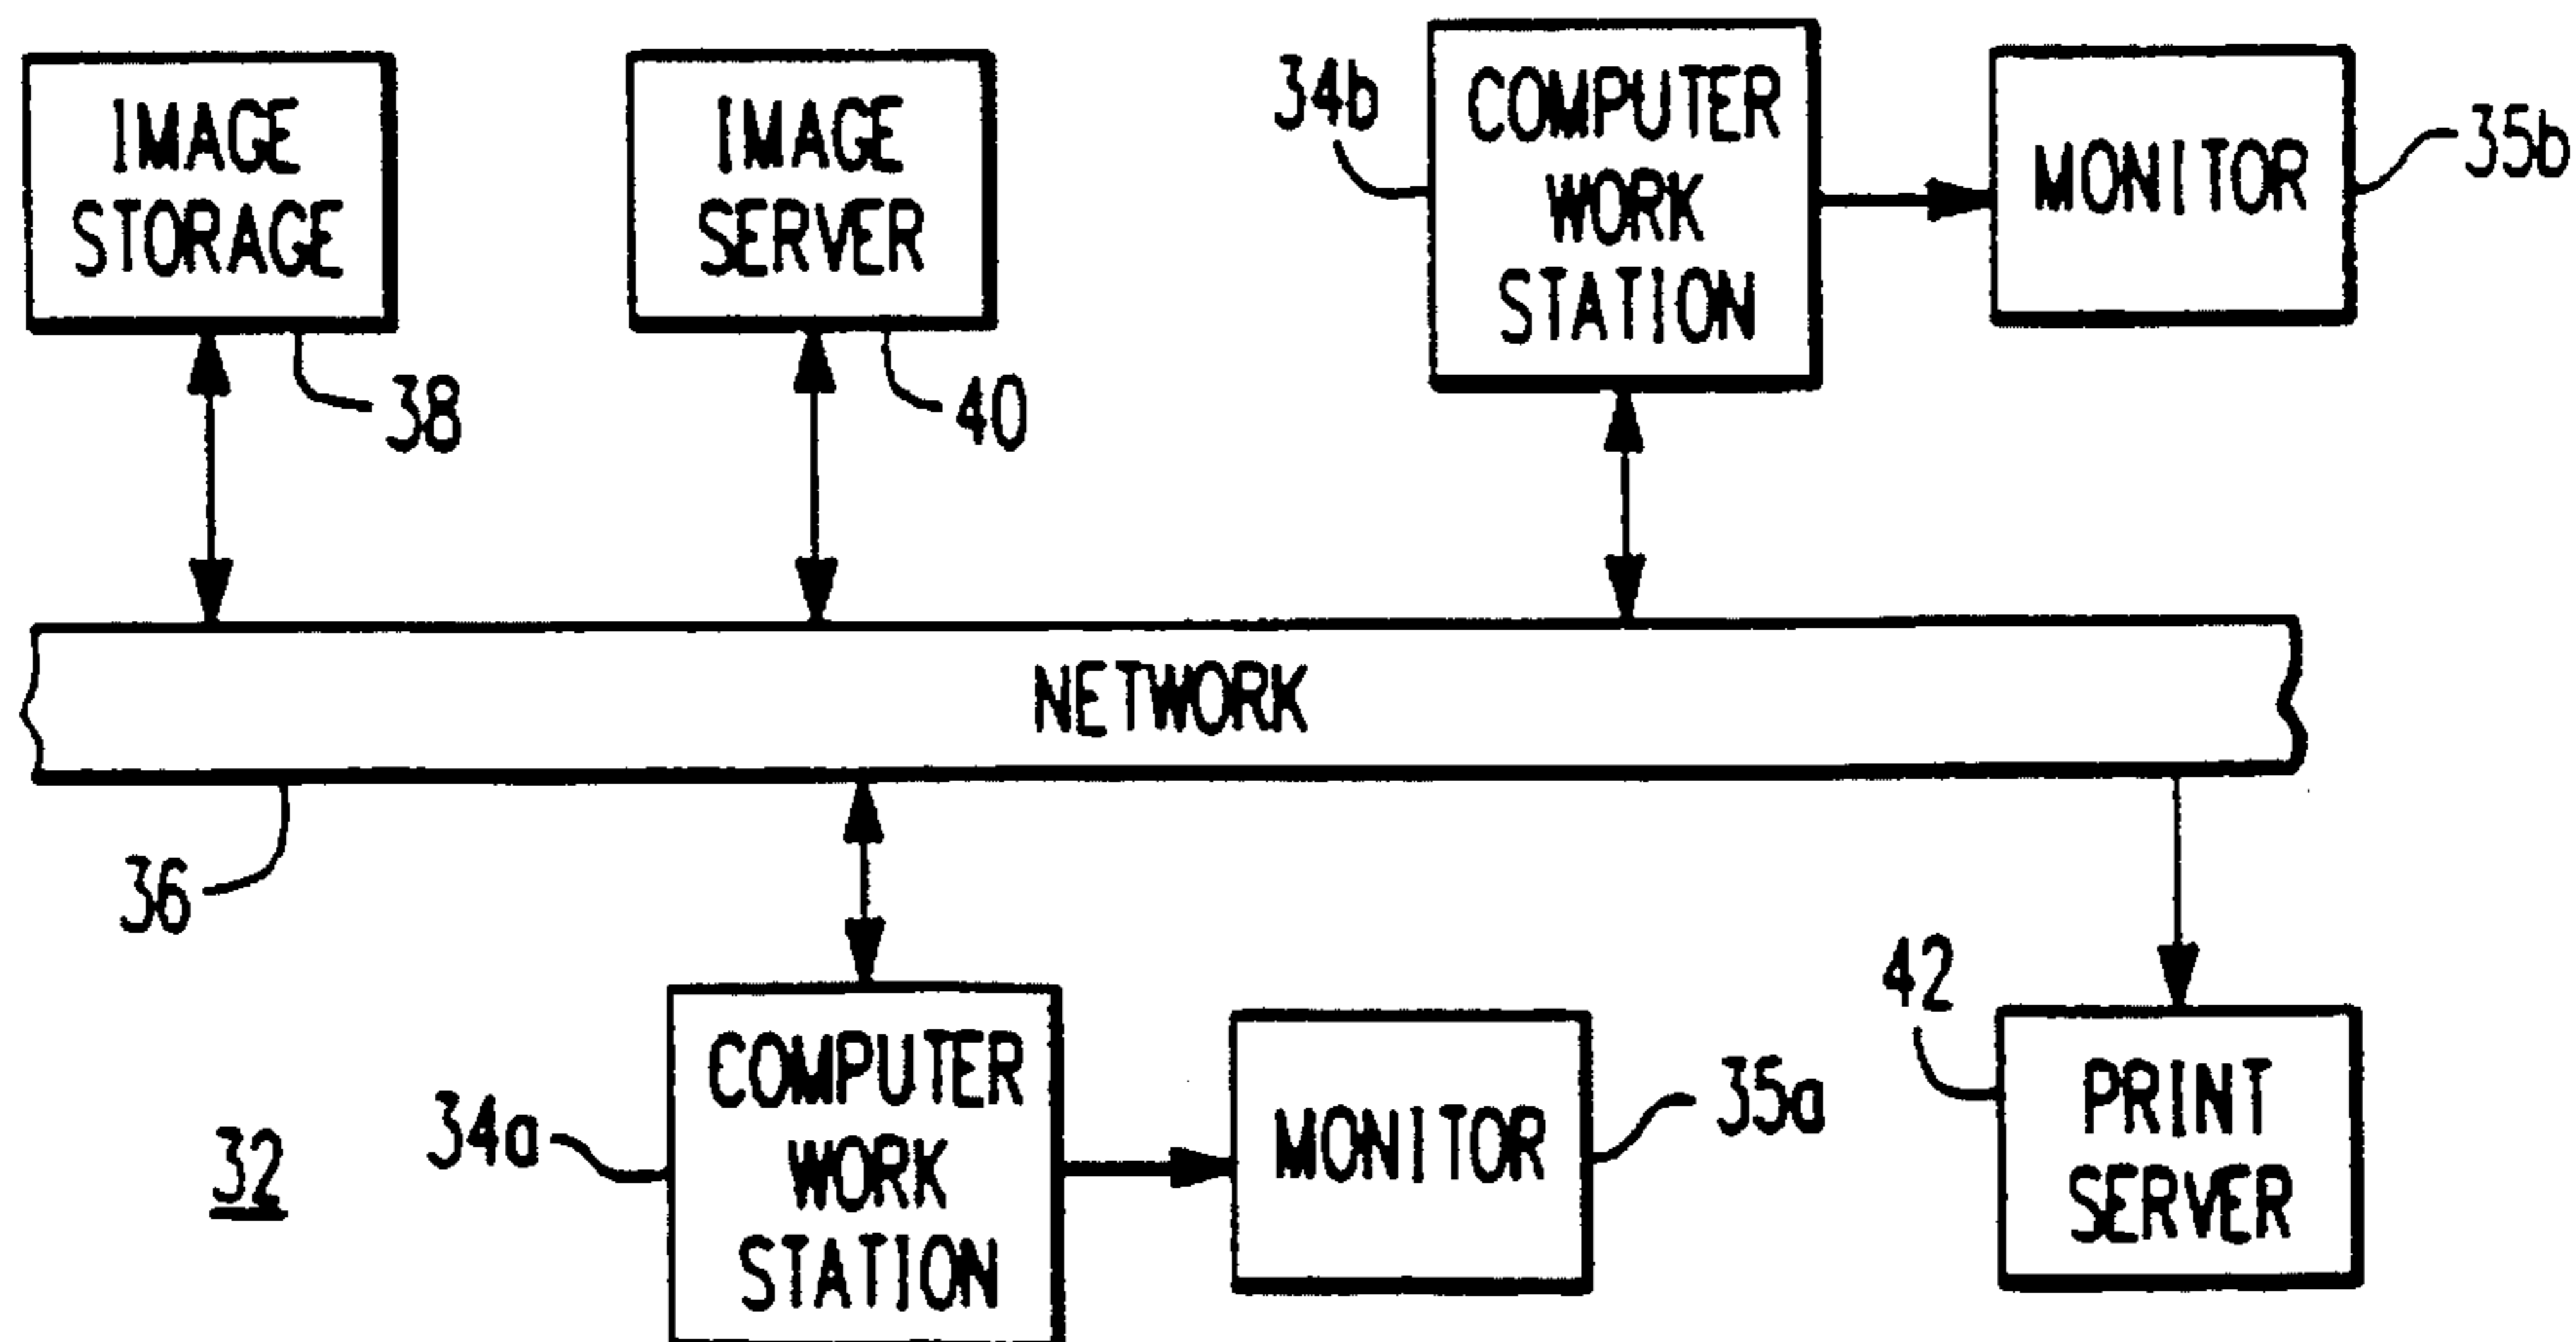 IMAGE
STORAGE
38
IMAGE
SERVER
40
34b
COMPUTER
WORK
STATION
MONITOR
35b
NETWORK
36
32
34a
COMPUTER
WORK
STATION
MONITOR
35a
42
PRINT
SERVER